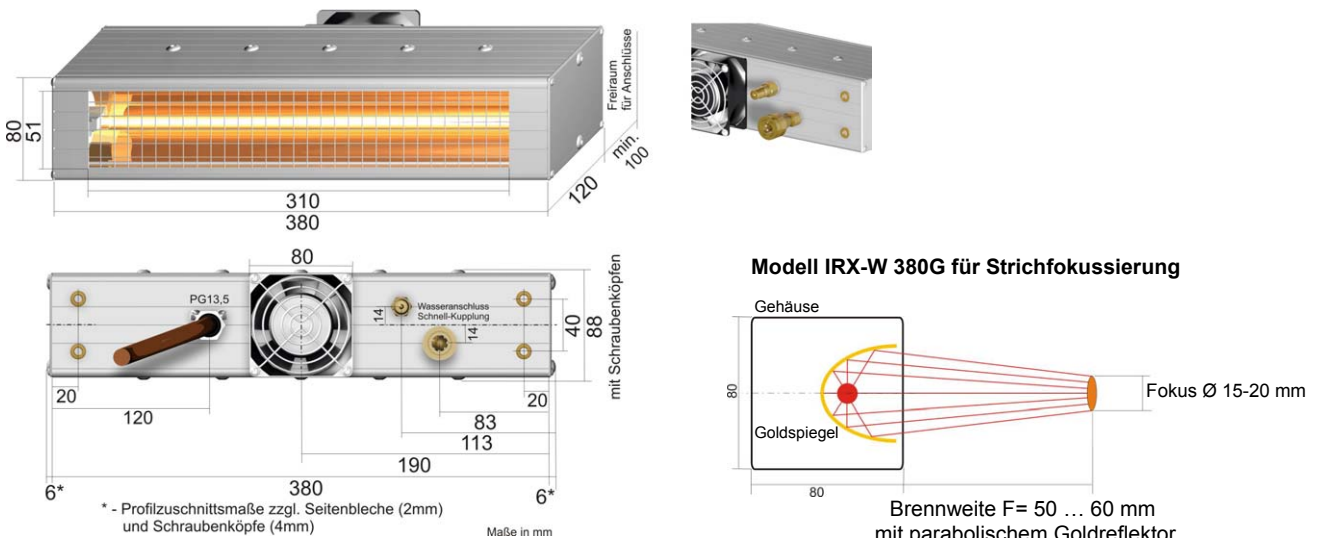 80
51
310
380
120
min.
100
Freiraum
für Anschlüsse
80
PG13,5
Wasseranschluss
Schnell-Kupplung
14
14
40
88
mit Schraubenköpfen
20
20
120
83
113
190
380
6*
6*
* - Profilzuschnittsmaße zzgl. Seitenbleche (2mm)
und Schraubenköpfe (4mm)
Maße in mm
Modell IRX-W 380G für Strichfokussierung
Gehäuse
80
Goldspiegel
Fokus Ø 15-20 mm
80
Brennweite F= 50 … 60 mm
mit parabolischem Goldreflektor